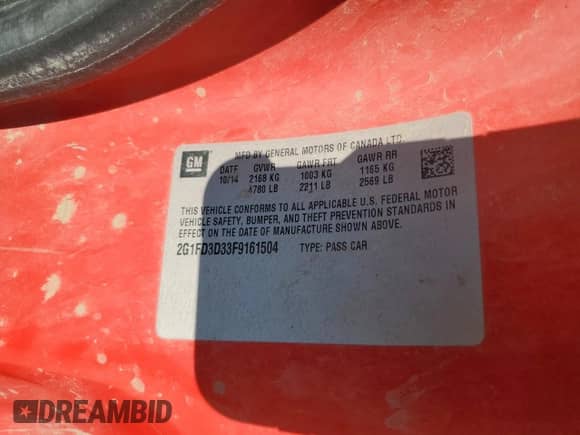 GM
MFD BY GENERAL MOTORS OF CANADA LTD.
DATE GVWR GAWR FRT GAWR RR
10/14 2168 KG 1003 KG 1165 KG
4780 LB 2211 LB 2569 LB
THIS VEHICLE CONFORMS TO ALL APPLICABLE U.S. FEDERAL MOTOR
VEHICLE SAFETY, BUMPER, AND THEFT PREVENTION STANDARDS IN
EFFECT ON THE DATE OF MANUFACTURE SHOWN ABOVE.
2G1FD3D33F9161504 TYPE: PASS CAR
DREAMBID